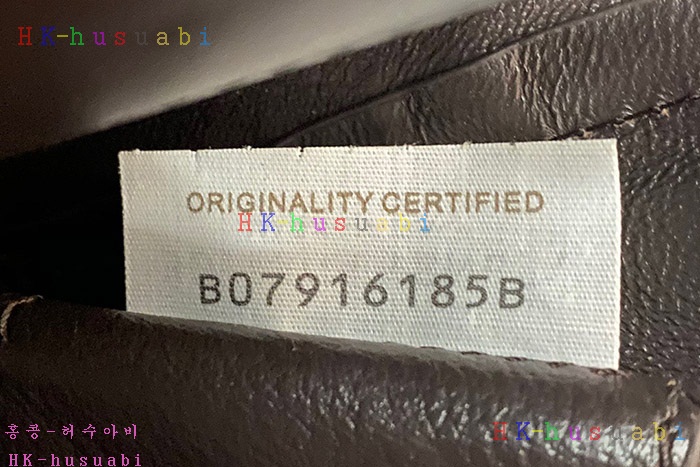 HK-husuabi
ORIGINALITY CERTIFIED
HK-husuabi
B07916185B
홍콩-허수아비
HK-husuabi
HK-husuabi